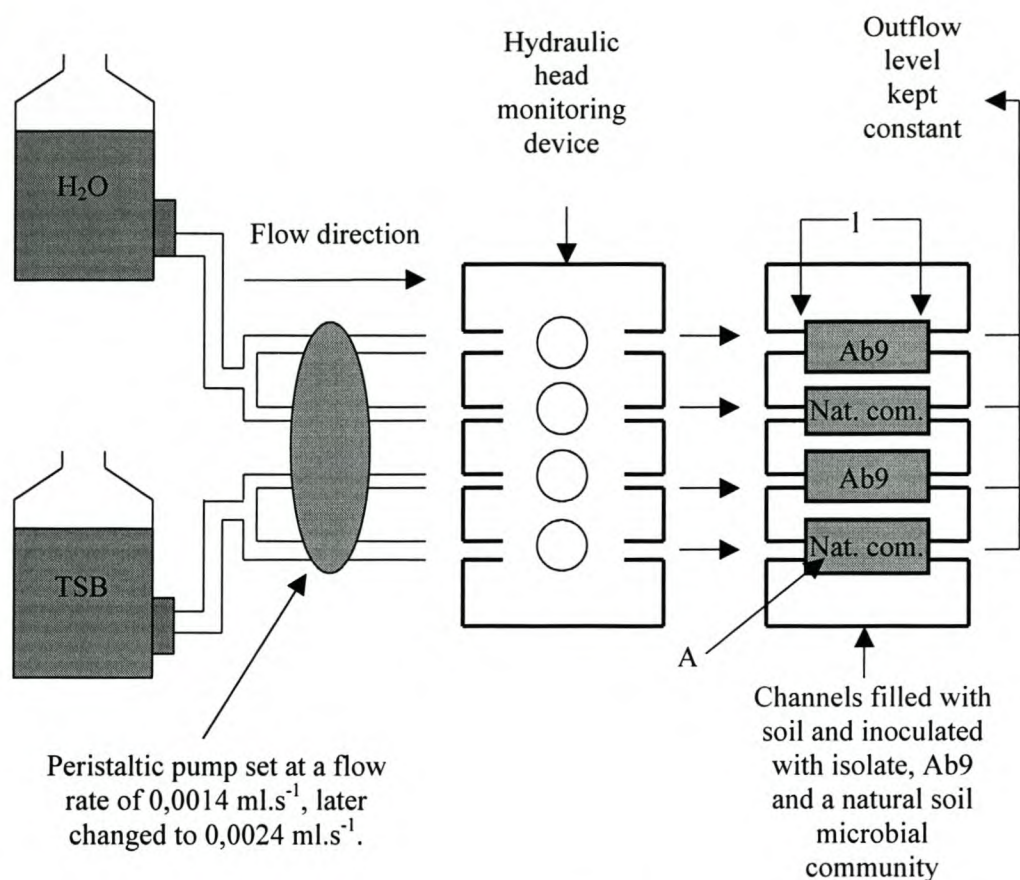 Hydraulic
head
monitoring
device
Outflow
level
kept
constant
H₂O
Flow direction
l
Ab9
Nat. com.
Ab9
Nat. com.
TSB
A
Peristaltic pump set at a flow
rate of 0,0014 ml.s⁻¹, later
changed to 0,0024 ml.s⁻¹.
Channels filled with
soil and inoculated
with isolate, Ab9
and a natural soil
microbial
community